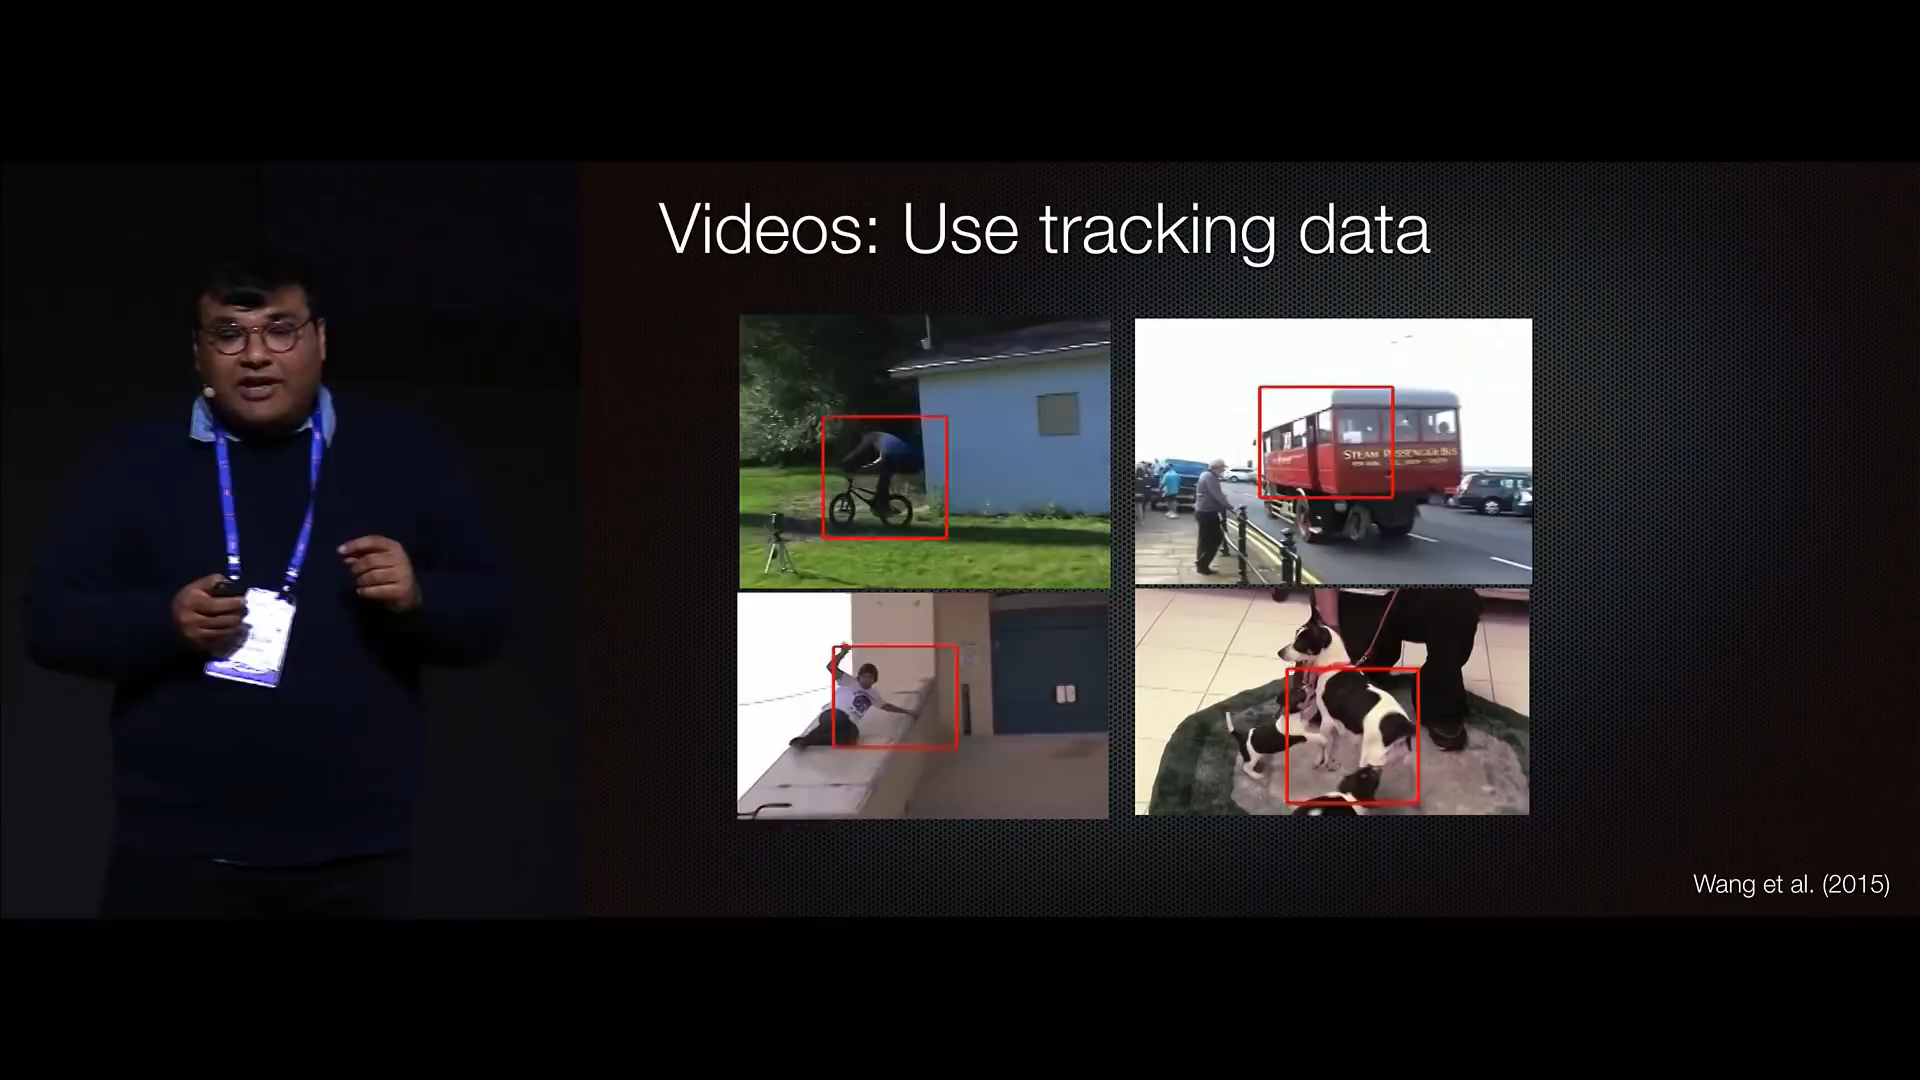 Videos: Use tracking data
STEAM PASSENGER BUS
Wang et al. (2015)